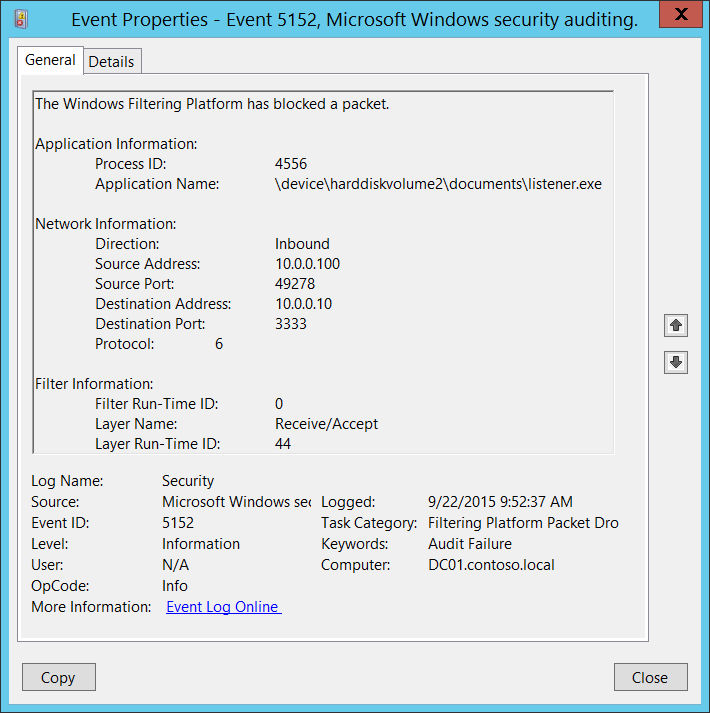 Event Properties - Event 5152, Microsoft Windows security auditing.
X
General Details
The Windows Filtering Platform has blocked a packet.
Application Information:
Process ID: 4556
Application Name: \device\harddiskvolume2\documents\listener.exe
Network Information:
Direction: Inbound
Source Address: 10.0.0.100
Source Port: 49278
Destination Address: 10.0.0.10
Destination Port: 3333
Protocol: 6
Filter Information:
Filter Run-Time ID: 0
Layer Name: Receive/Accept
Layer Run-Time ID: 44
Log Name: Security
Source: Microsoft Windows sec Logged: 9/22/2015 9:52:37 AM
Event ID: 5152 Task Category: Filtering Platform Packet Dro
Level: Information Keywords: Audit Failure
User: N/A Computer: DC01.contoso.local
OpCode: Info
More Information: Event Log Online
Copy Close